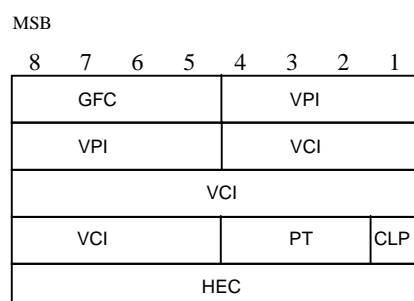 MSB
8 7 6 5 4 3 2 1
GFC VPI
VPI VCI
VCI
VCI PT CLP
HEC